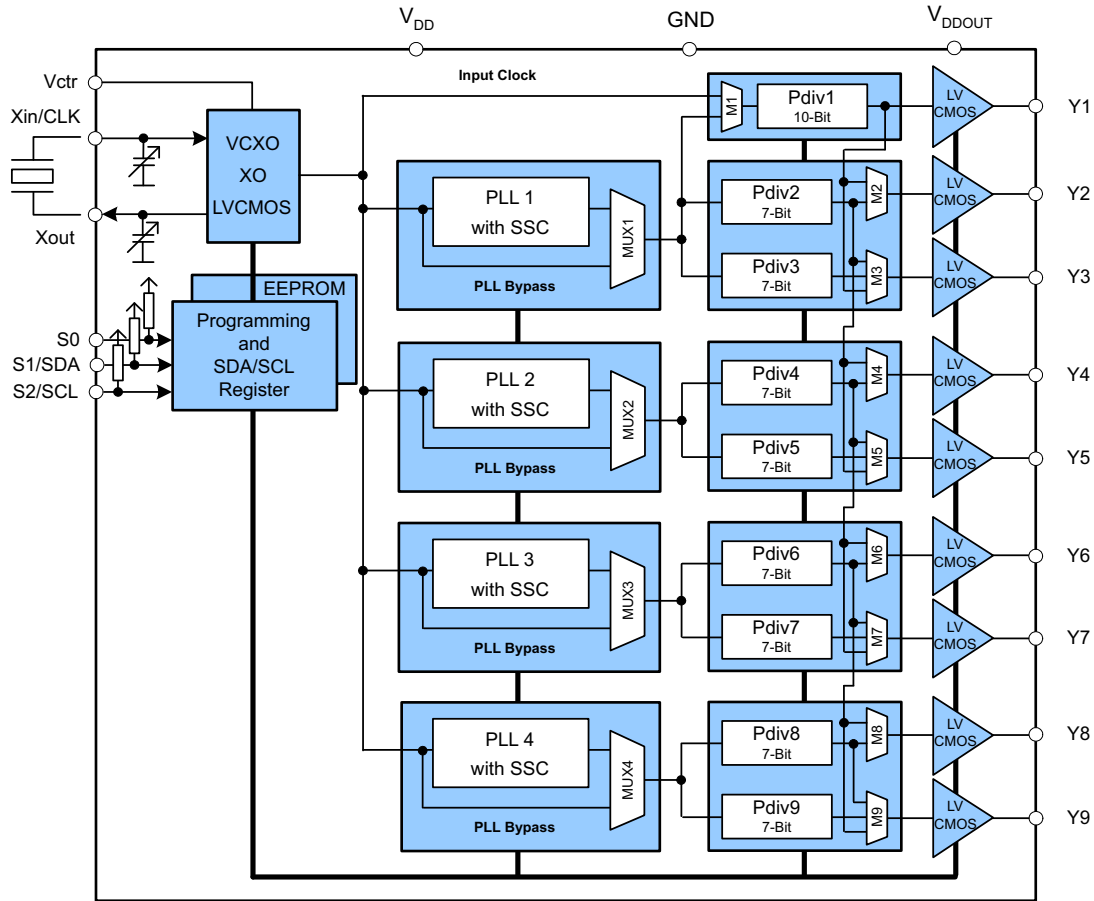 V_DD
GND
V_DDOUT
Vctr
Xin/CLK
Xout
S0
S1/SDA
S2/SCL
VCXO
XO
LVCMOS
EEPROM
Programming
and
SDA/SCL
Register
Input Clock
M1
Pdiv1
10-Bit
LV
CMOS
Y1
PLL 1
with SSC
MUX1
PLL Bypass
Pdiv2
7-Bit
M2
LV
CMOS
Y2
Pdiv3
7-Bit
M3
LV
CMOS
Y3
PLL 2
with SSC
MUX2
PLL Bypass
Pdiv4
7-Bit
M4
LV
CMOS
Y4
Pdiv5
7-Bit
M5
LV
CMOS
Y5
PLL 3
with SSC
MUX3
PLL Bypass
Pdiv6
7-Bit
M6
LV
CMOS
Y6
Pdiv7
7-Bit
M7
LV
CMOS
Y7
PLL 4
with SSC
MUX4
PLL Bypass
Pdiv8
7-Bit
M8
LV
CMOS
Y8
Pdiv9
7-Bit
M9
LV
CMOS
Y9